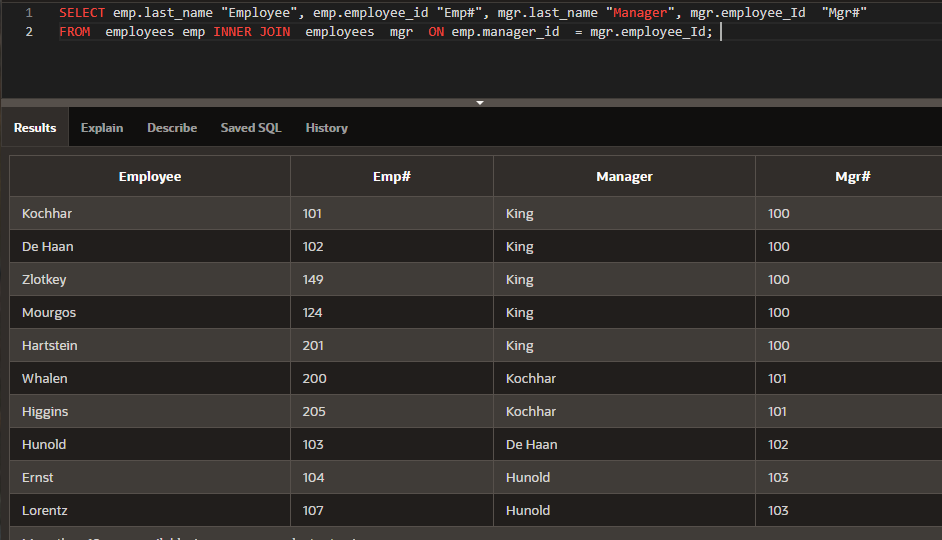 1 SELECT emp.last_name "Employee", emp.employee_id "Emp#", mgr.last_name "Manager", mgr.employee_Id  "Mgr#"
2 FROM  employees emp INNER JOIN  employees  mgr  ON emp.manager_id  = mgr.employee_Id;
Results Explain Describe Saved SQL History
Employee Emp# Manager Mgr#
Kochhar 101 King 100
De Haan 102 King 100
Zlotkey 149 King 100
Mourgos 124 King 100
Hartstein 201 King 100
Whalen 200 Kochhar 101
Higgins 205 Kochhar 101
Hunold 103 De Haan 102
Ernst 104 Hunold 103
Lorentz 107 Hunold 103